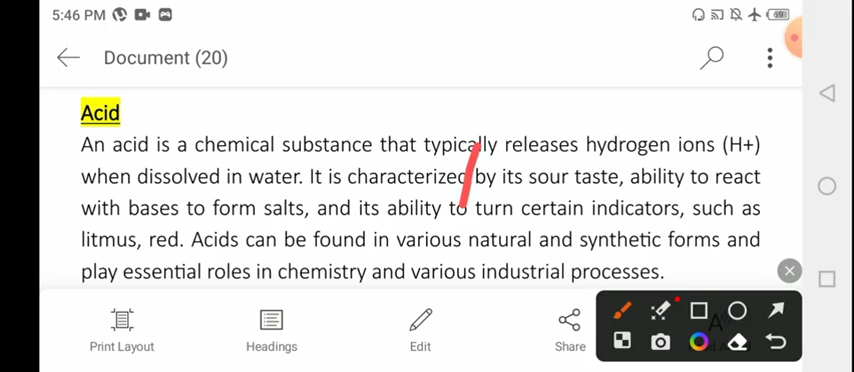 5:46 PM 69
Document (20)
Acid
An acid is a chemical substance that typically releases hydrogen ions (H+)
when dissolved in water. It is characterized by its sour taste, ability to react
with bases to form salts, and its ability to turn certain indicators, such as
litmus, red. Acids can be found in various natural and synthetic forms and
play essential roles in chemistry and various industrial processes.
Print Layout Headings Edit Share